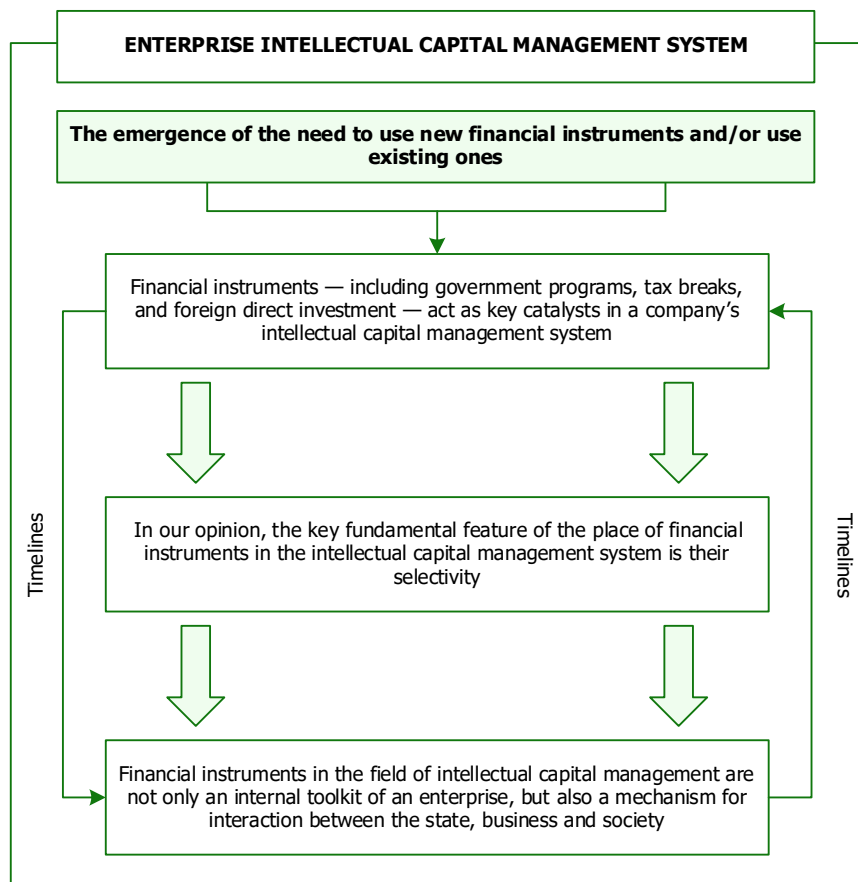 ENTERPRISE INTELLECTUAL CAPITAL MANAGEMENT SYSTEM
The emergence of the need to use new financial instruments and/or use
existing ones
Financial instruments — including government programs, tax breaks,
and foreign direct investment — act as key catalysts in a company’s
intellectual capital management system
Timelines
In our opinion, the key fundamental feature of the place of financial
instruments in the intellectual capital management system is their
selectivity
Timelines
Financial instruments in the field of intellectual capital management are
not only an internal toolkit of an enterprise, but also a mechanism for
interaction between the state, business and society